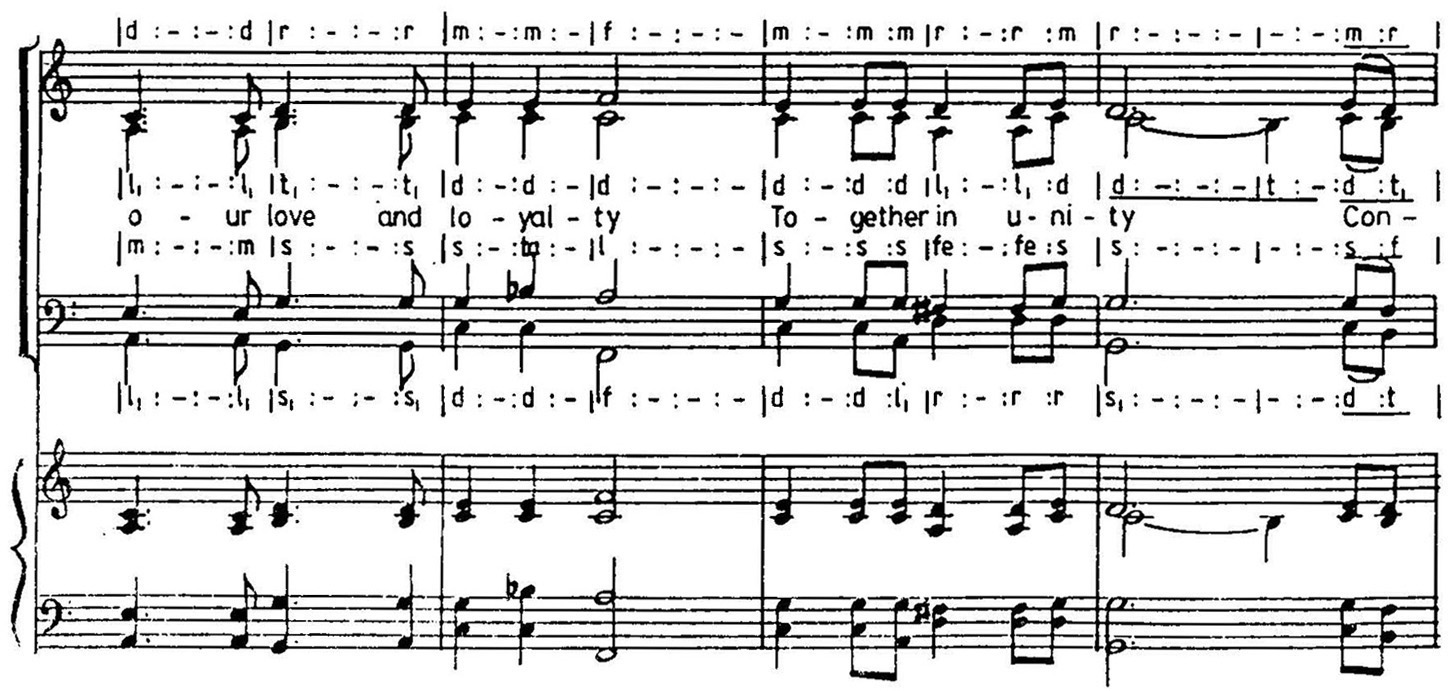 |d : - : - : d |r : - : - : r |m : - : m : - |f : - : - : - |m : - : m : m |r : - : r : m |r : - : - : - |- : - : m : r |
|l₁ : - : - : l₁ |t₁ : - : - : t₁ |d : - : d : - |d : - : - : - |d : - : d : d |l₁ : - : l₁ : d |d : - : - : - |t : - : d : t₁ |
o - ur love and lo - yal - ty To - gether in u - ni - ty Con -
|m : - : - : m |s : - : - : s |s : - : ta : - |l : - : - : - |s : - : s : s |fe : - : fe : s |s : - : - : - |- : - : s : f |
|l₁ : - : - : l₁ |s₁ : - : - : s₁ |d : - : d : - |f : - : - : - |d : - : d : l₁ |r : - : r : r |s₁ : - : - : - |- : - : d : t |